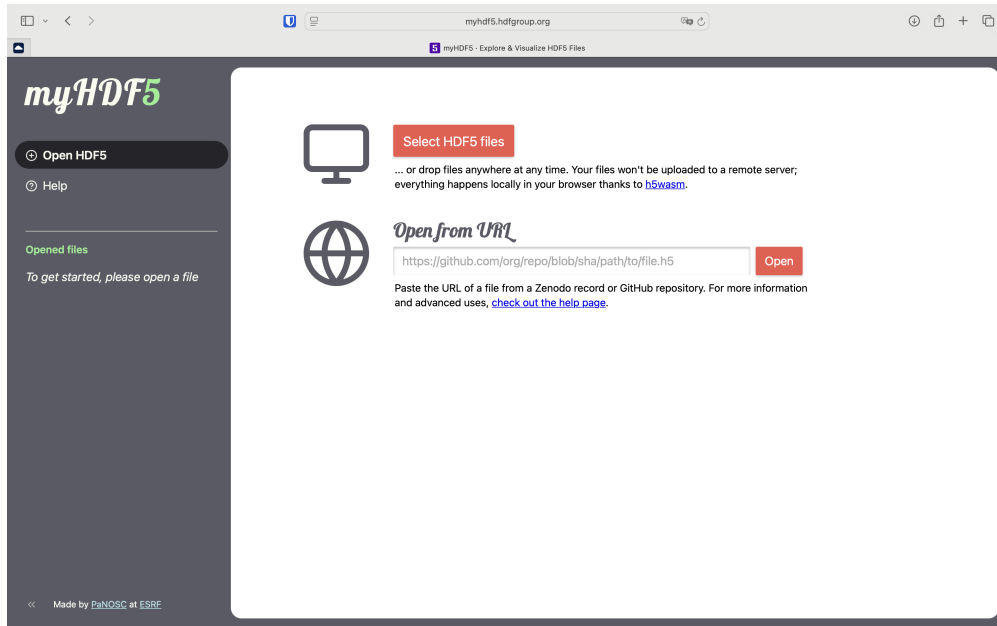 myhdf5.hdfgroup.org
myHDF5 - Explore & Visualize HDF5 Files
myHDF5
Open HDF5
Help
Opened files
To get started, please open a file
Select HDF5 files
... or drop files anywhere at any time. Your files won't be uploaded to a remote server;
everything happens locally in your browser thanks to h5wasm.
Open from URL
https://github.com/org/repo/blob/sha/path/to/file.h5
Open
Paste the URL of a file from a Zenodo record or GitHub repository. For more information
and advanced uses, check out the help page.
Made by PaNOSC at ESRF